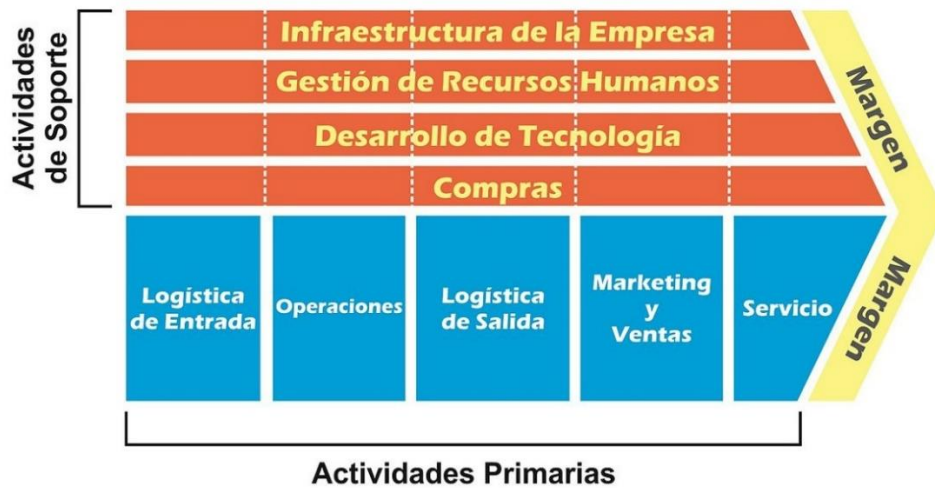 Actividades
de Soporte
Infraestructura de la Empresa
Gestión de Recursos Humanos
Desarrollo de Tecnología
Compras
Margen
Logística
de Entrada
Operaciones
Logística
de Salida
Marketing
y
Ventas
Servicio
Margen
Actividades Primarias